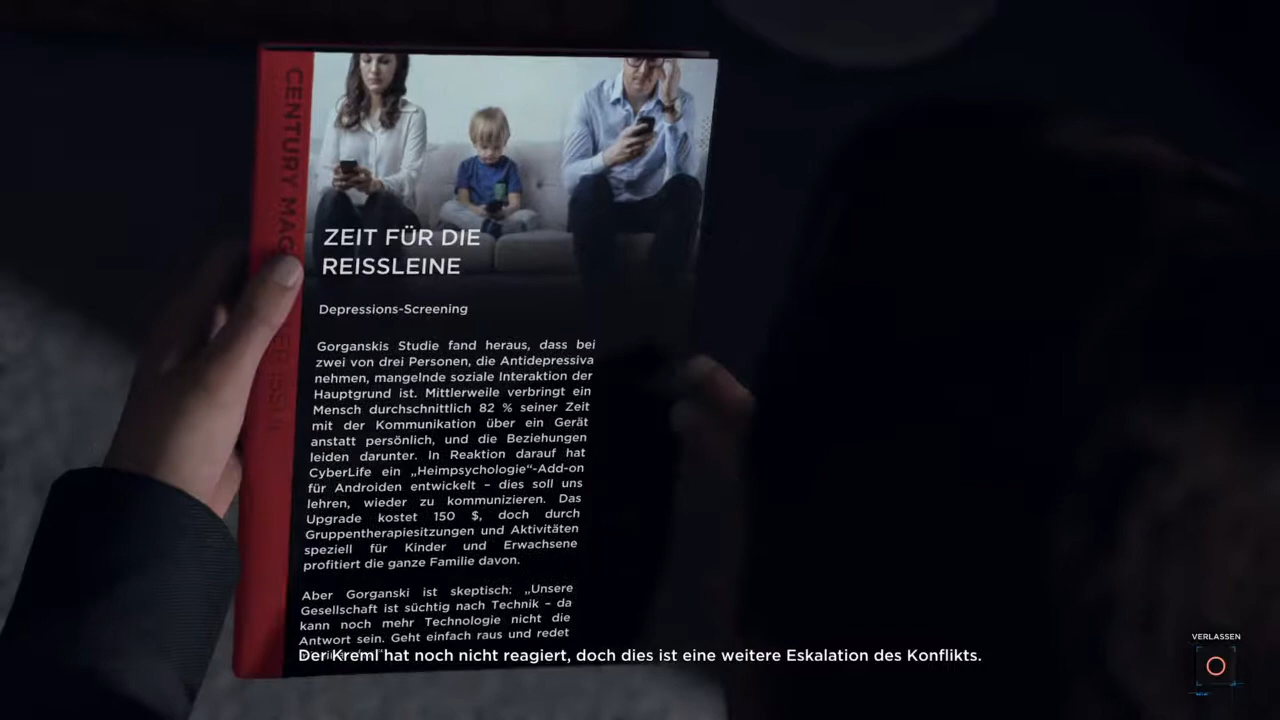 CENTURY MAG
ZEIT FÜR DIE
REISSLEINE
Depressions-Screening
Gorganskis Studie fand heraus, dass bei
zwei von drei Personen, die Antidepressiva
nehmen, mangelnde soziale Interaktion der
Hauptgrund ist. Mittlerweile verbringt ein
Mensch durchschnittlich 82 % seiner Zeit
mit der Kommunikation über ein Gerät
anstatt persönlich, und die Beziehungen
leiden darunter. In Reaktion darauf hat
CyberLife ein „Heimpsychologie“-Add-on
für Androiden entwickelt – dies soll uns
lehren, wieder zu kommunizieren. Das
Upgrade kostet 150 $, doch durch
Gruppentherapiesitzungen und Aktivitäten
speziell für Kinder und Erwachsene
profitiert die ganze Familie davon.
Aber Gorganski ist skeptisch: „Unsere
Gesellschaft ist süchtig nach Technik – da
kann noch mehr Technologie nicht die
Antwort sein. Geht einfach raus und redet
Der Kreml hat noch nicht reagiert, doch dies ist eine weitere Eskalation des Konflikts.
VERLASSEN